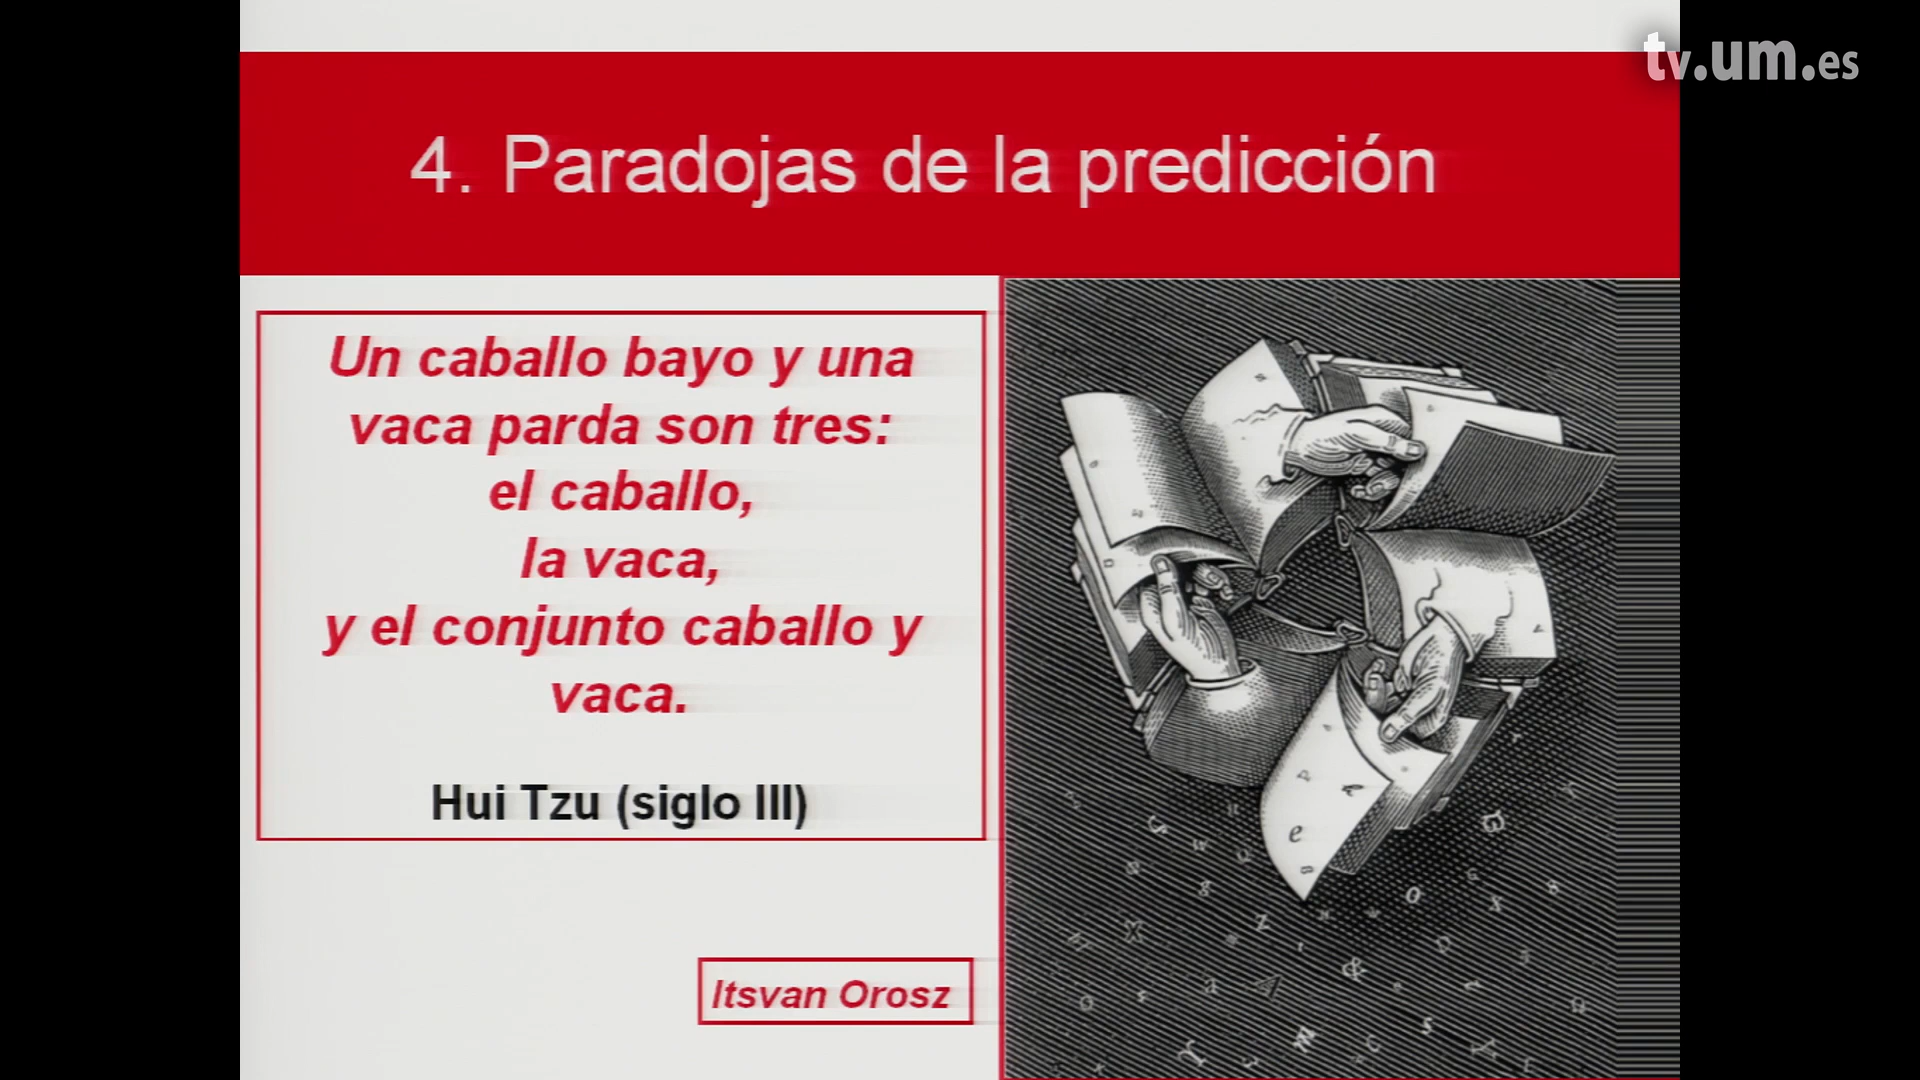 tv.um.es
4. Paradojas de la predicción
Un caballo bayo y una
vaca parda son tres:
el caballo,
la vaca,
y el conjunto caballo y
vaca.
Hui Tzu (siglo III)
Itsvan Orosz